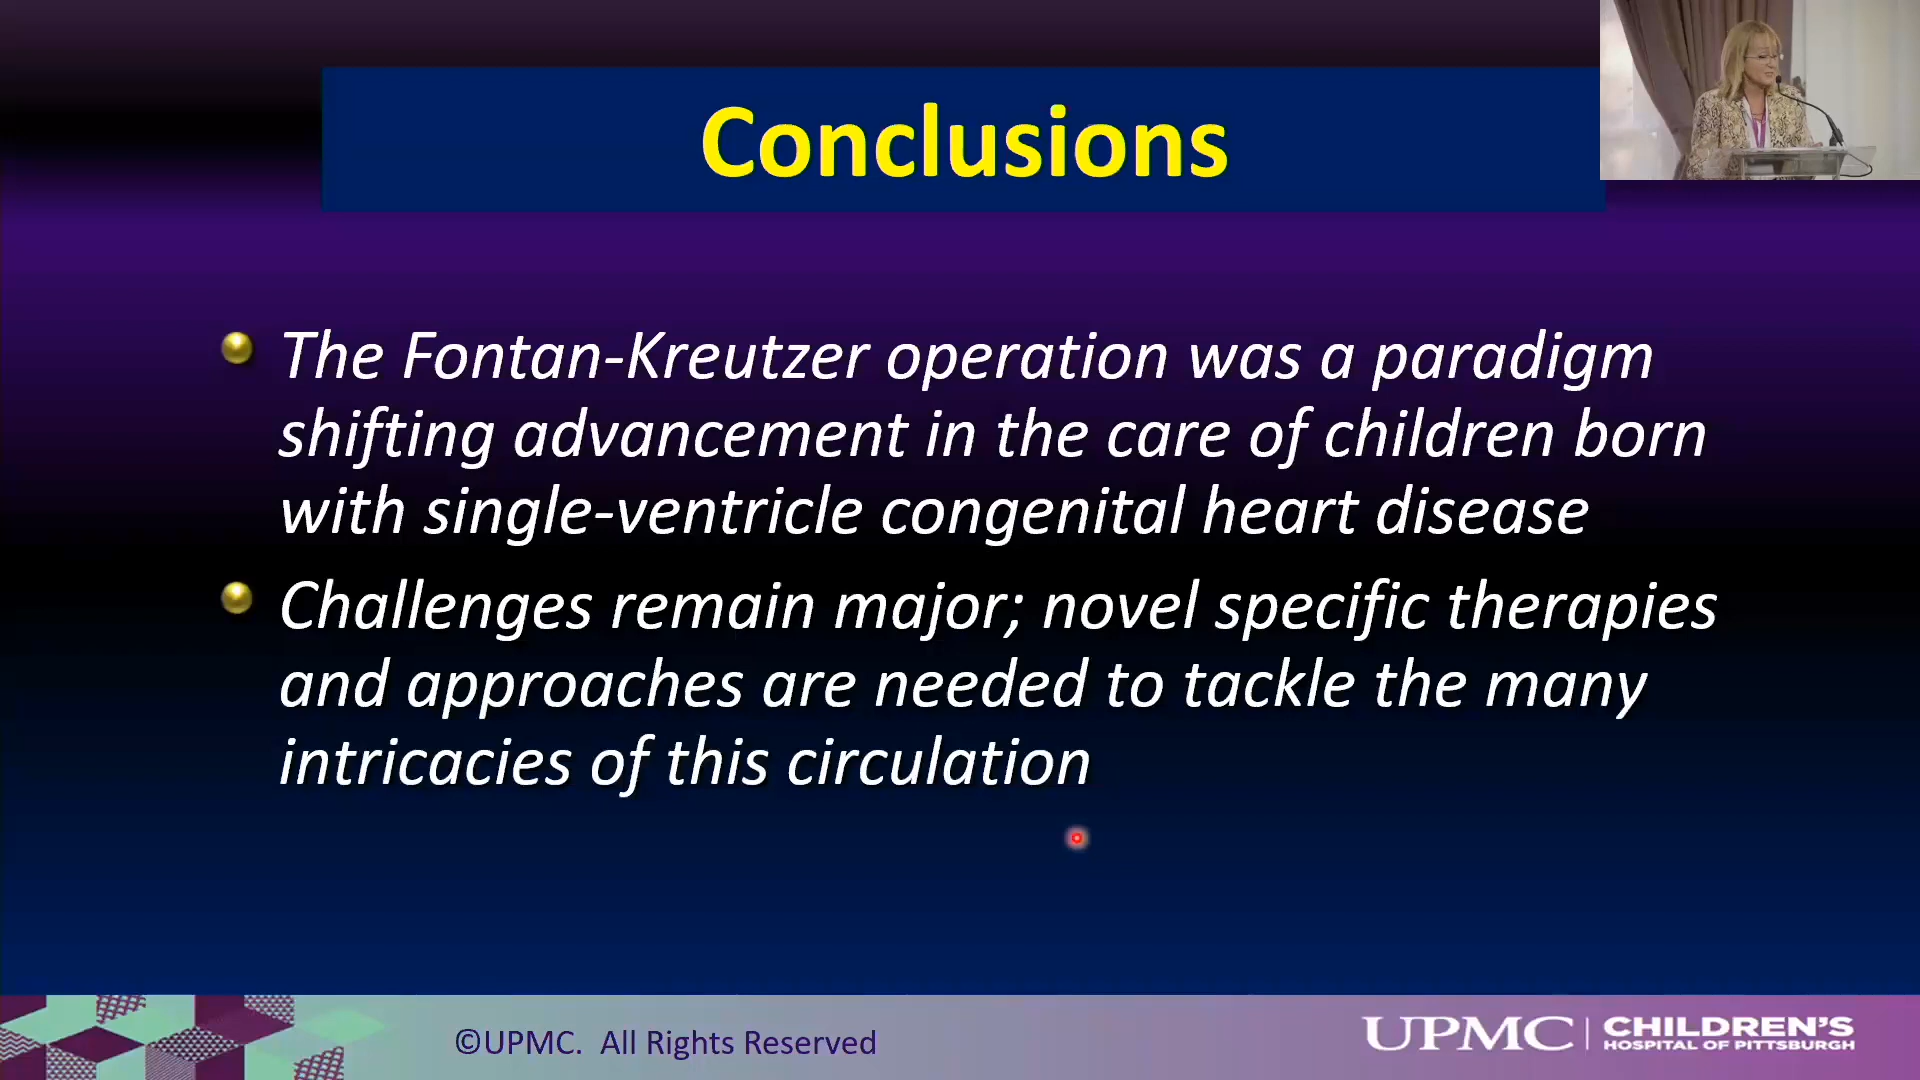 Conclusions
The Fontan-Kreutzer operation was a paradigm
shifting advancement in the care of children born
with single-ventricle congenital heart disease
Challenges remain major; novel specific therapies
and approaches are needed to tackle the many
intricacies of this circulation
©UPMC. All Rights Reserved
UPMC | CHILDREN'S
HOSPITAL OF PITTSBURGH